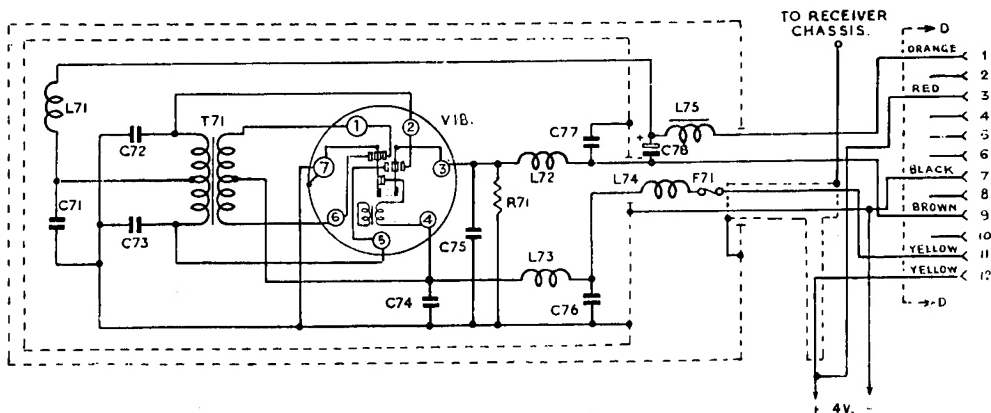 TO RECEIVER
CHASSIS.
D
ORANGE 1
2
RED 3
4
5
6
BLACK 7
8
BROWN 9
10
YELLOW 11
YELLOW 12
D
L71
C72
T71
C71
C73
1
2
VIB.
7
3
6
4
5
C75
R71
C74
L72
C77
C78
+
L75
L74
F71
L73
C76
+ 4V. -